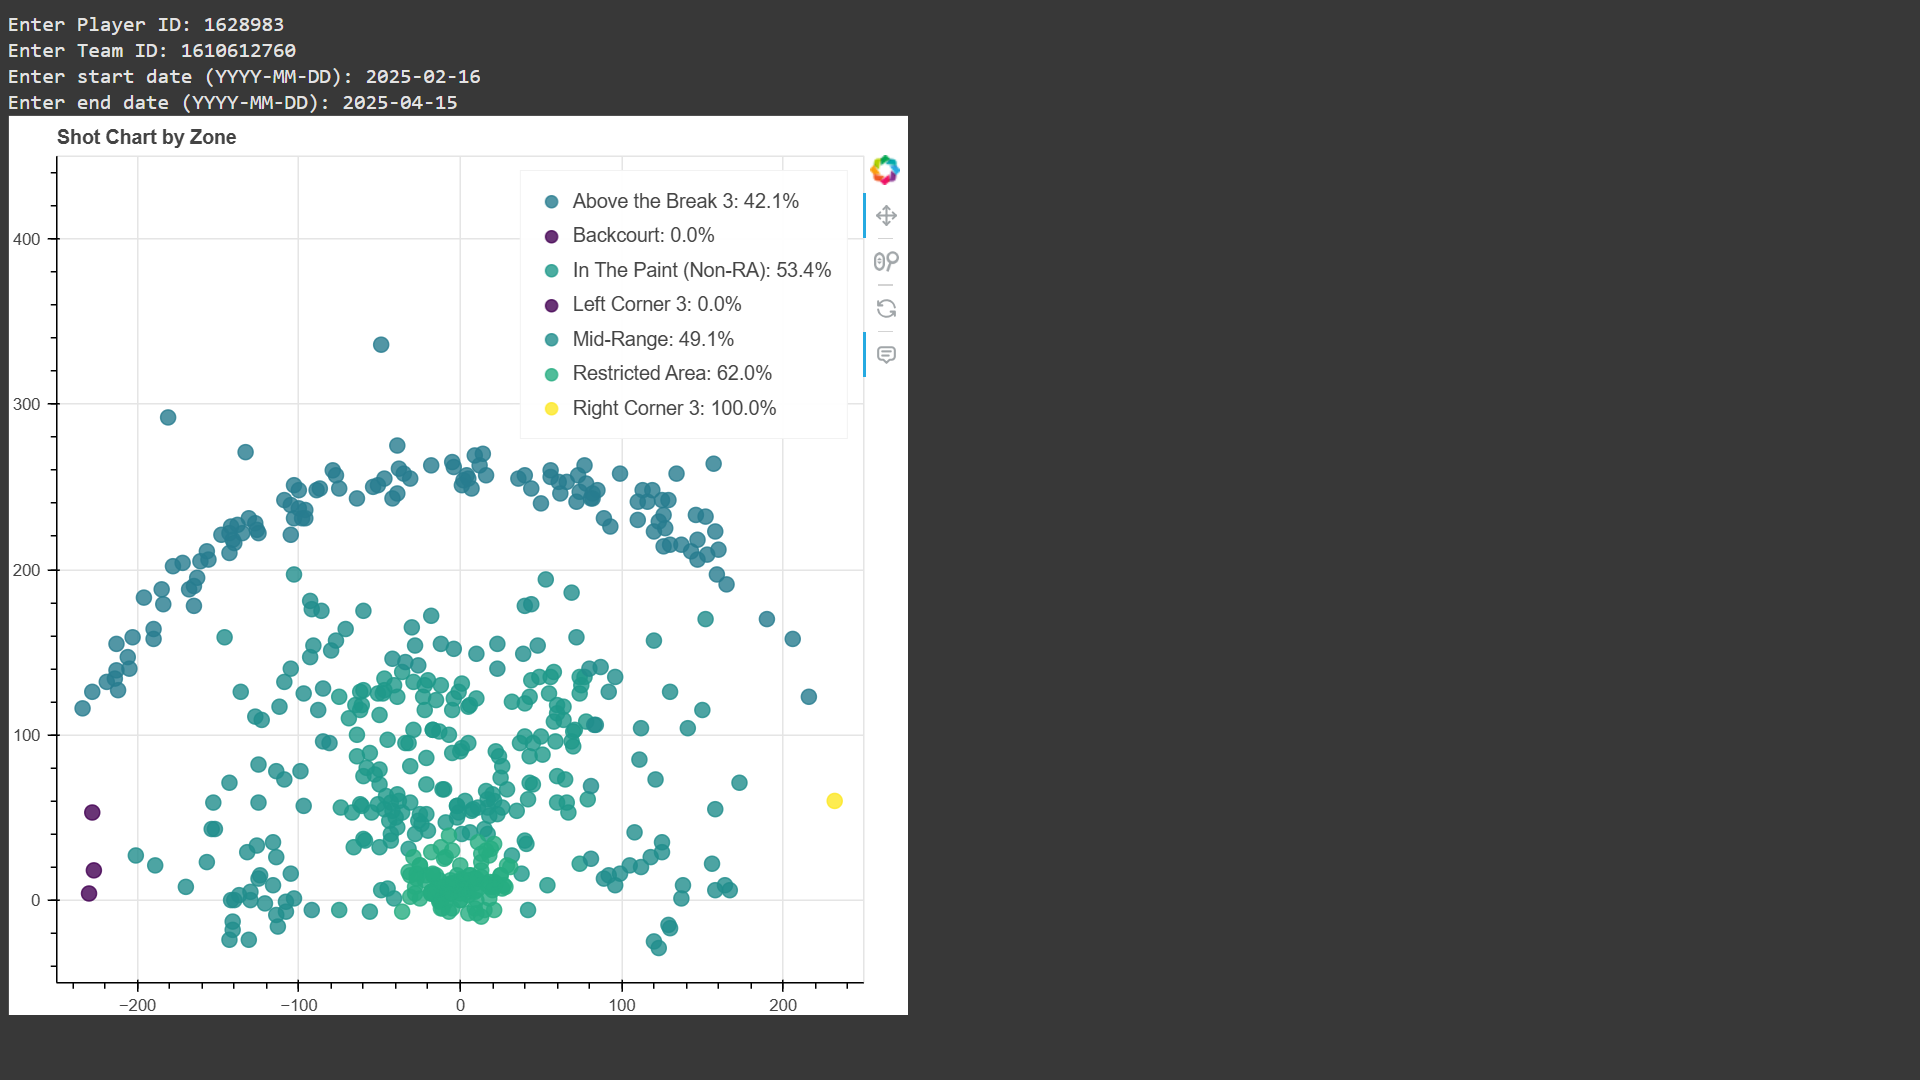 Enter Player ID: 1628983
Enter Team ID: 1610612760
Enter start date (YYYY-MM-DD): 2025-02-16
Enter end date (YYYY-MM-DD): 2025-04-15
Shot Chart by Zone
Above the Break 3: 42.1%
Backcourt: 0.0%
In The Paint (Non-RA): 53.4%
Left Corner 3: 0.0%
Mid-Range: 49.1%
Restricted Area: 62.0%
Right Corner 3: 100.0%
400
300
200
100
0
−200 −100 0 100 200